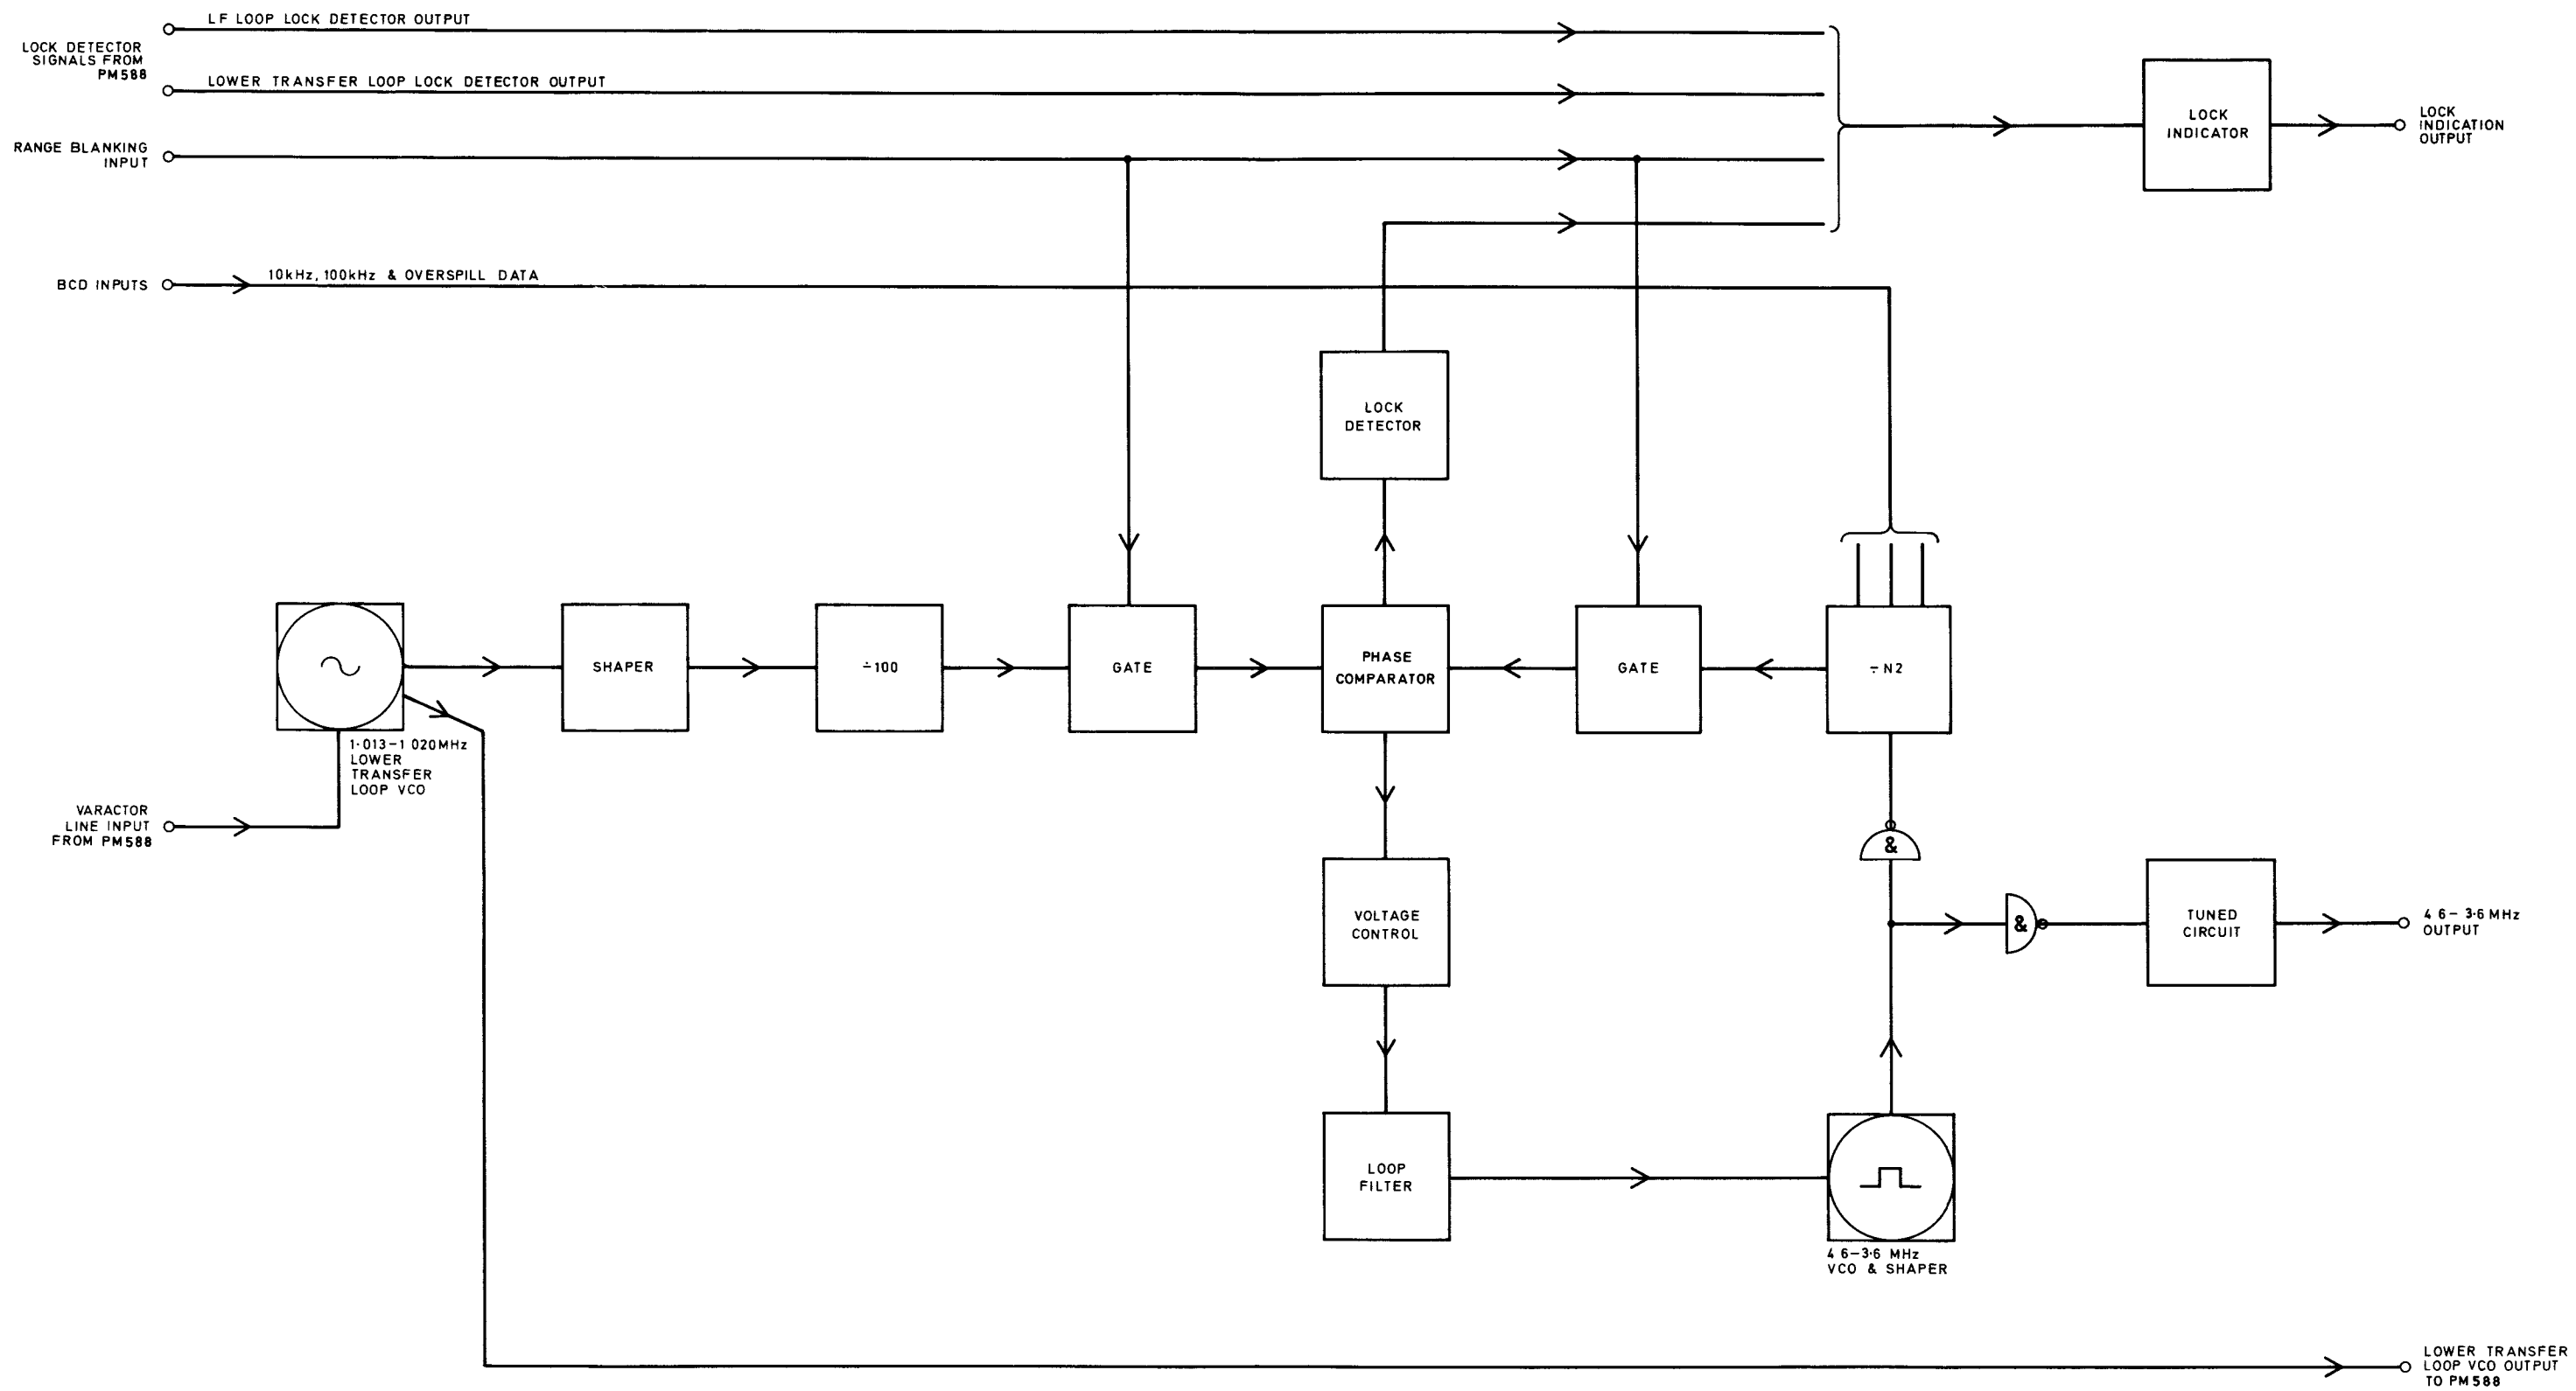 LF LOOP LOCK DETECTOR OUTPUT
LOCK DETECTOR
SIGNALS FROM
PM588
LOWER TRANSFER LOOP LOCK DETECTOR OUTPUT
RANGE BLANKING
INPUT
LOCK
INDICATOR
LOCK
INDICATION
OUTPUT
BCD INPUTS
10kHz, 100kHz & OVERSPILL DATA
LOCK
DETECTOR
SHAPER
÷100
GATE
PHASE
COMPARATOR
GATE
÷N2
1·013–1 020MHz
LOWER
TRANSFER
LOOP VCO
VARACTOR
LINE INPUT
FROM PM588
&
VOLTAGE
CONTROL
&
TUNED
CIRCUIT
4 6– 3·6 MHz
OUTPUT
LOOP
FILTER
4 6–3·6 MHz
VCO & SHAPER
LOWER TRANSFER
LOOP VCO OUTPUT
TO PM588